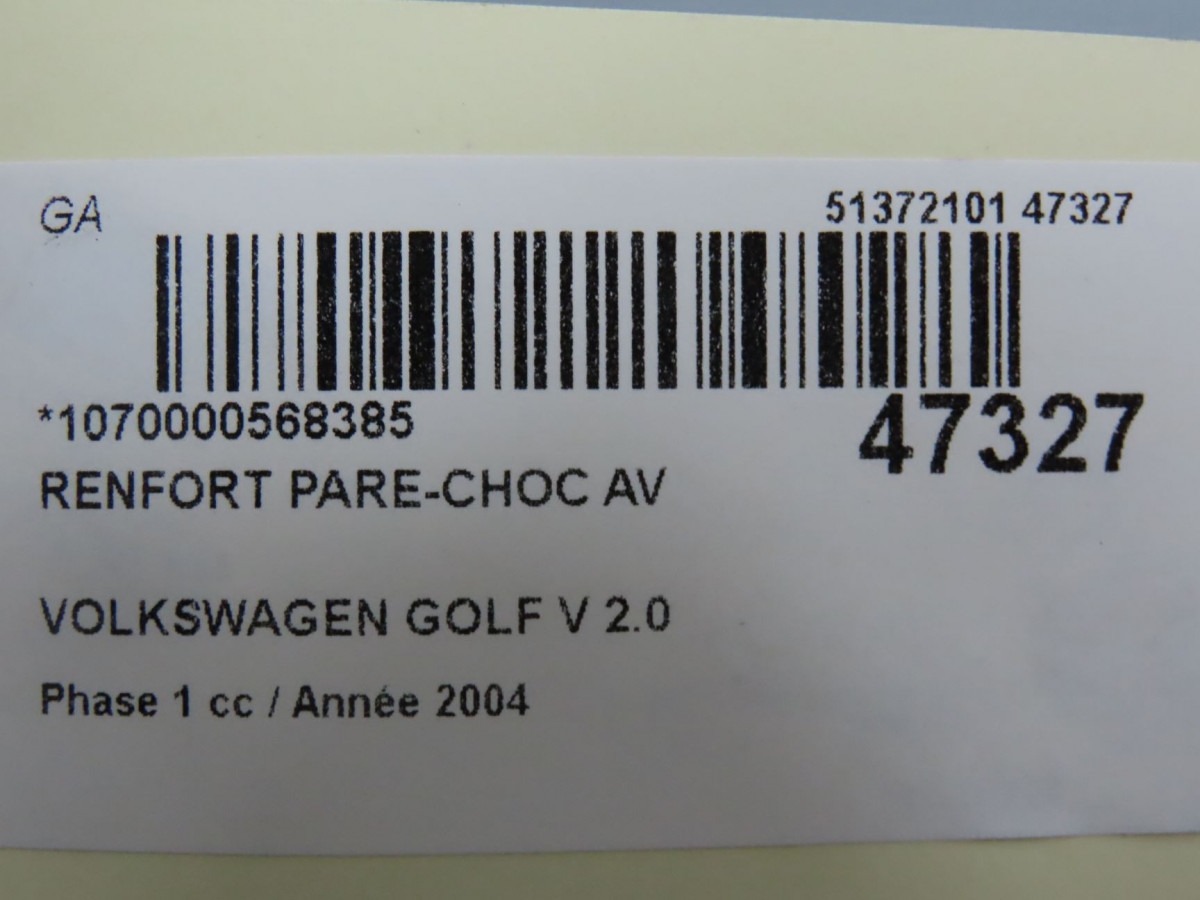 GA
51372101 47327
*1070000568385
47327
RENFORT PARE-CHOC AV
VOLKSWAGEN GOLF V 2.0
Phase 1 cc / Année 2004